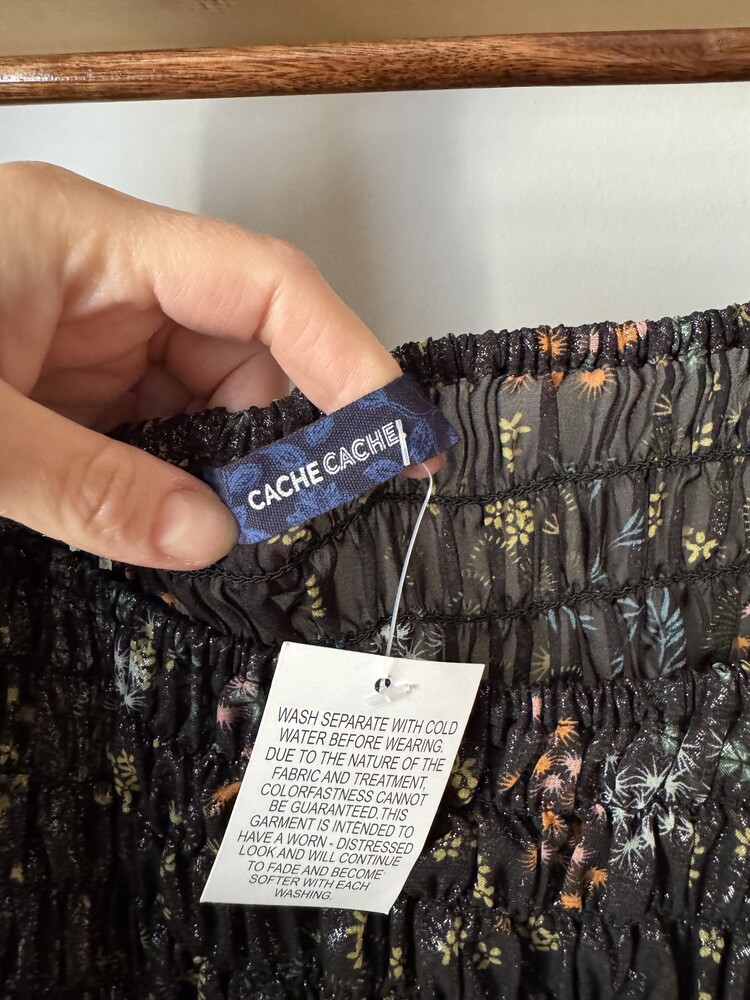 CACHE CACHE
WASH SEPARATE WITH COLD
WATER BEFORE WEARING.
DUE TO THE NATURE OF THE
FABRIC AND TREATMENT,
COLORFASTNESS CANNOT
BE GUARANTEED.THIS
GARMENT IS INTENDED TO
HAVE A WORN - DISTRESSED
LOOK AND WILL CONTINUE
TO FADE AND BECOME
SOFTER WITH EACH
WASHING.